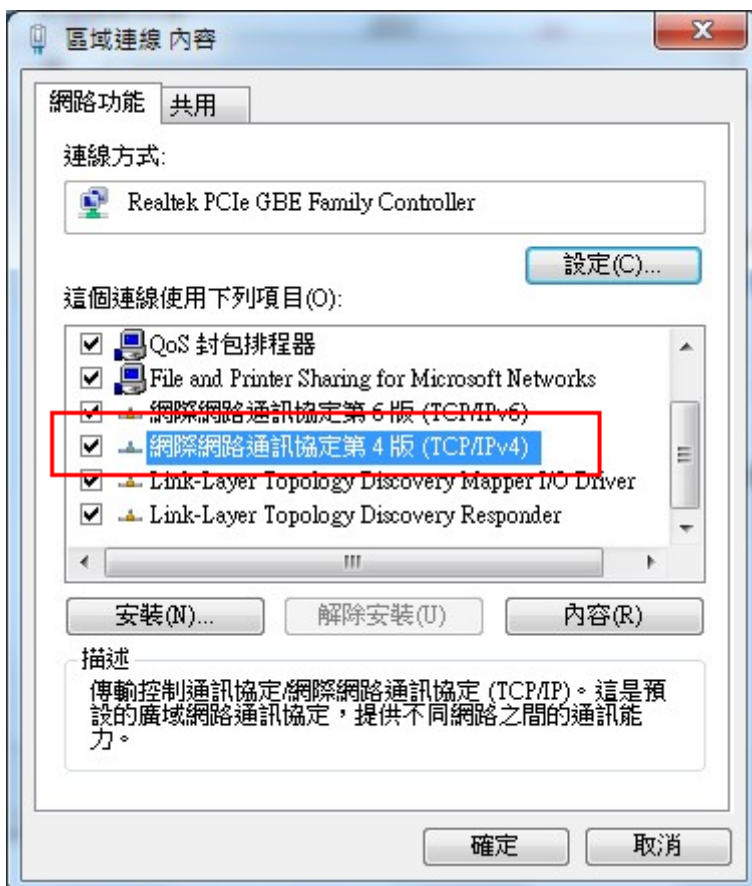 區域連線 內容
網路功能 共用
連線方式:
Realtek PCIe GBE Family Controller
設定(C)...
這個連線使用下列項目(O):
QoS 封包排程器
File and Printer Sharing for Microsoft Networks
網際網路通訊協定第 6 版 (TCP/IPv6)
網際網路通訊協定第 4 版 (TCP/IPv4)
Link-Layer Topology Discovery Mapper I/O Driver
Link-Layer Topology Discovery Responder
安裝(N)... 解除安裝(U) 內容(R)
描述
傳輸控制通訊協定/網際網路通訊協定 (TCP/IP)。這是預
設的廣域網路通訊協定，提供不同網路之間的通訊能
力。
確定 取消